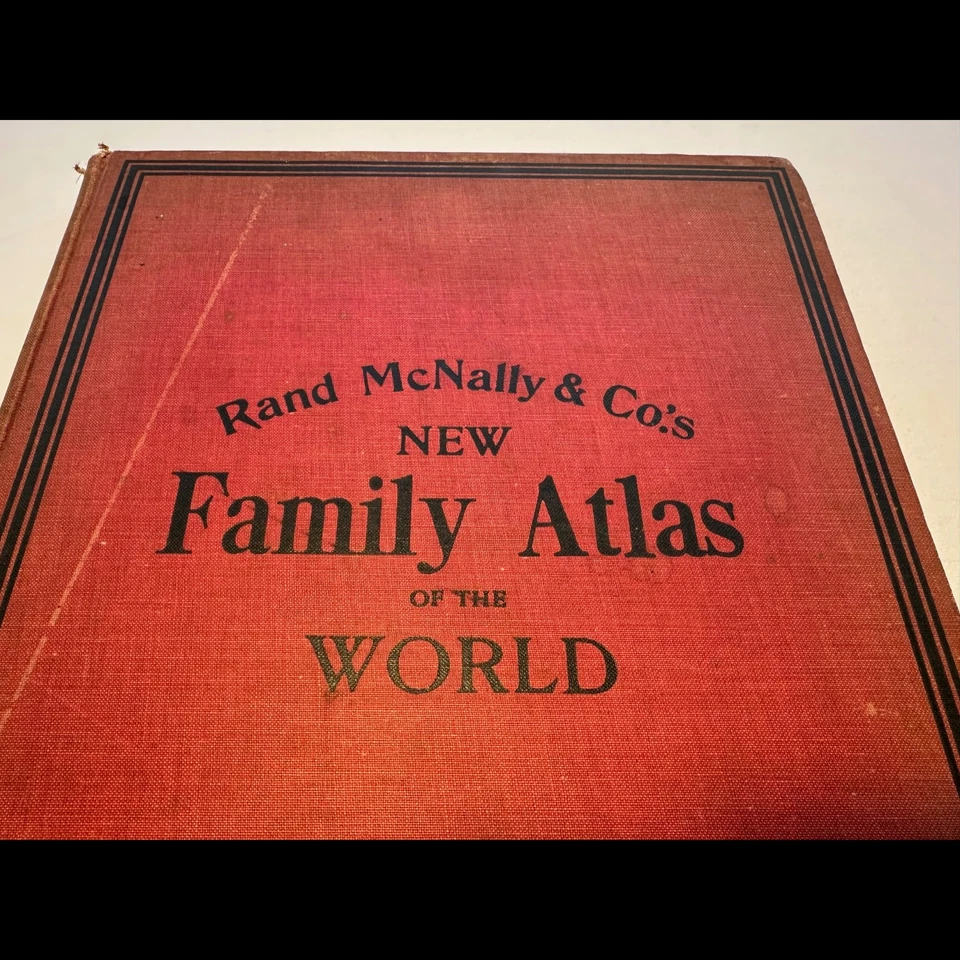 Rand McNally & Co.'s
NEW
Family Atlas
OF THE
WORLD